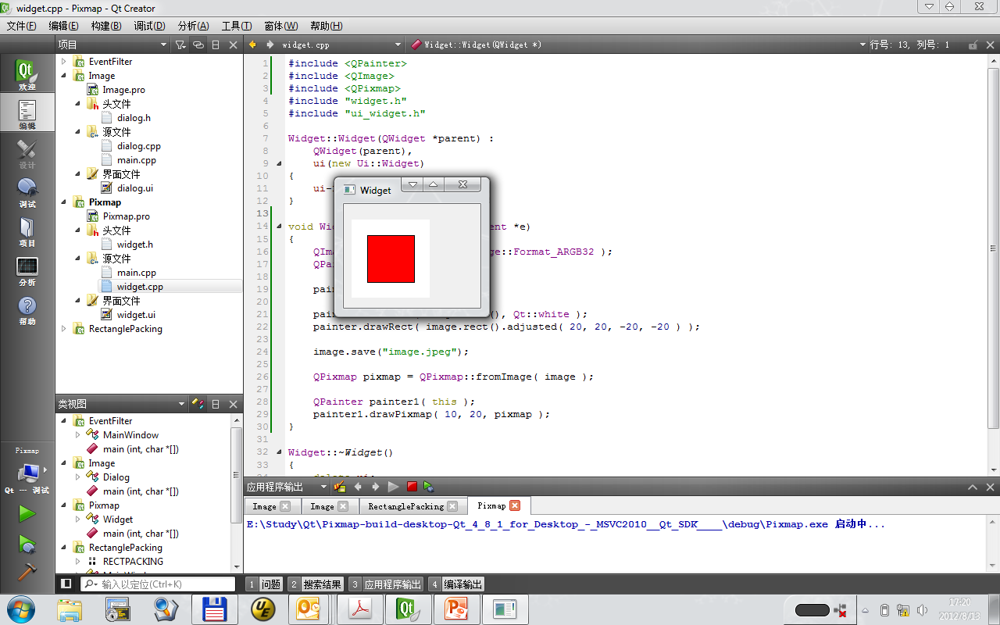 widget.cpp - Pixmap - Qt Creator
文件(F) 编辑(E) 构建(B) 调试(D) 分析(A) 工具(T) 窗体(W) 帮助(H)
项目
widget.cpp
Widget::Widget(QWidget *)
行号: 13, 列号: 1
欢迎
编辑
设计
调试
项目
分析
帮助
Pixmap
Qt -- 调试
EventFilter
Image
Image.pro
头文件
dialog.h
源文件
dialog.cpp
main.cpp
界面文件
dialog.ui
Pixmap
Pixmap.pro
头文件
widget.h
源文件
main.cpp
widget.cpp
界面文件
widget.ui
RectanglePacking
类视图
EventFilter
MainWindow
main (int, char *[])
Image
Dialog
main (int, char *[])
Pixmap
Widget
main (int, char *[])
RectanglePacking
RECTPACKING
1 #include <QPainter>
2 #include <QImage>
3 #include <QPixmap>
4 #include "widget.h"
5 #include "ui_widget.h"
6
7 Widget::Widget(QWidget *parent) :
8 QWidget(parent),
9 ui(new Ui::Widget)
10 {
11 ui-
12 }
13
14 void Wi ent *e)
15 {
16 QIma ge::Format_ARGB32 );
17 QPa
18
19 pai
20
21 pai (), Qt::white );
22 painter.drawRect( image.rect().adjusted( 20, 20, -20, -20 ) );
23
24 image.save("image.jpeg");
25
26 QPixmap pixmap = QPixmap::fromImage( image );
27
28 QPainter painter1( this );
29 painter1.drawPixmap( 10, 20, pixmap );
30 }
31
32 Widget::~Widget()
33 {
Widget
应用程序输出
Image Image RectanglePacking Pixmap
E:\Study\Qt\Pixmap-build-desktop-Qt_4_8_1_for_Desktop_-_MSVC2010__Qt_SDK____\debug\Pixmap.exe 启动中...
输入以定位(Ctrl+K)
1 问题 2 搜索结果 3 应用程序输出 4 编译输出
17:20
2012/8/13